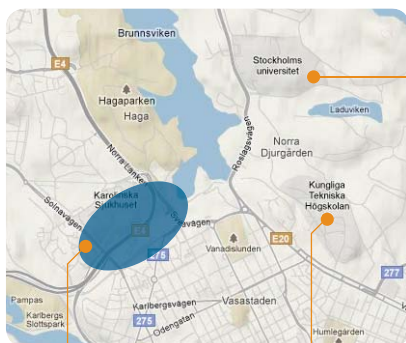 E4
Brunnsviken
Stockholms
universitet
Hagaparken
Haga
Laduviken
Norra Länken
Roslagsvägen
Norra
Djurgården
Solnavägen
Karolinska
Sjukhuset
Kungliga
Tekniska
Högskolan
E4
Sveavägen
275
Vanadislunden
E20
277
Pampas
Karlbergs
Slottspark
Karlbergsvägen
275
Odengatan
Vasastaden
Humlegården